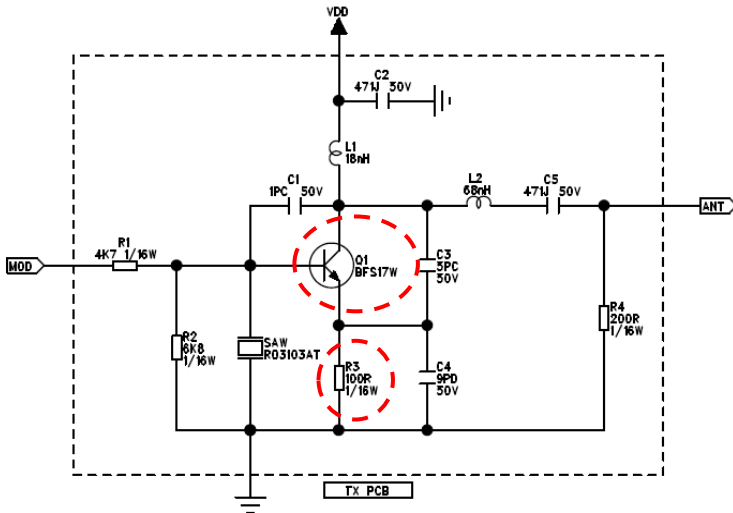 VDD
C2
471J 50V
L1
18nH
C1
1PC 50V
L2
68nH
C5
471J 50V
ANT
R1
4K7 1/16W
MOD
Q1
BFS17W
C3
5PC
50V
R2
6K8
1/16W
SAW
RO3103AT
R3
100R
1/16W
C4
9PD
50V
R4
200R
1/16W
TX PCB